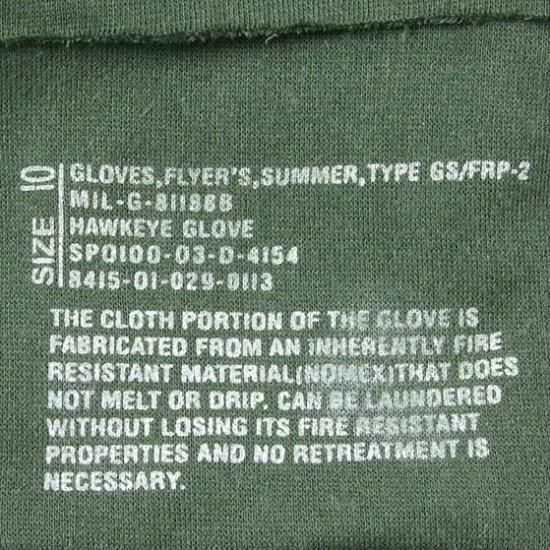 SIZE 10
GLOVES,FLYER'S,SUMMER,TYPE GS/FRP-2
MIL-G-81188B
HAWKEYE GLOVE
SPO100-03-D-4154
8415-01-029-0113
THE CLOTH PORTION OF THE GLOVE IS
FABRICATED FROM AN INHERENTLY FIRE
RESISTANT MATERIAL(NOMEX)THAT DOES
NOT MELT OR DRIP. CAN BE LAUNDERED
WITHOUT LOSING ITS FIRE RESISTANT
PROPERTIES AND NO RETREATMENT IS
NECESSARY.